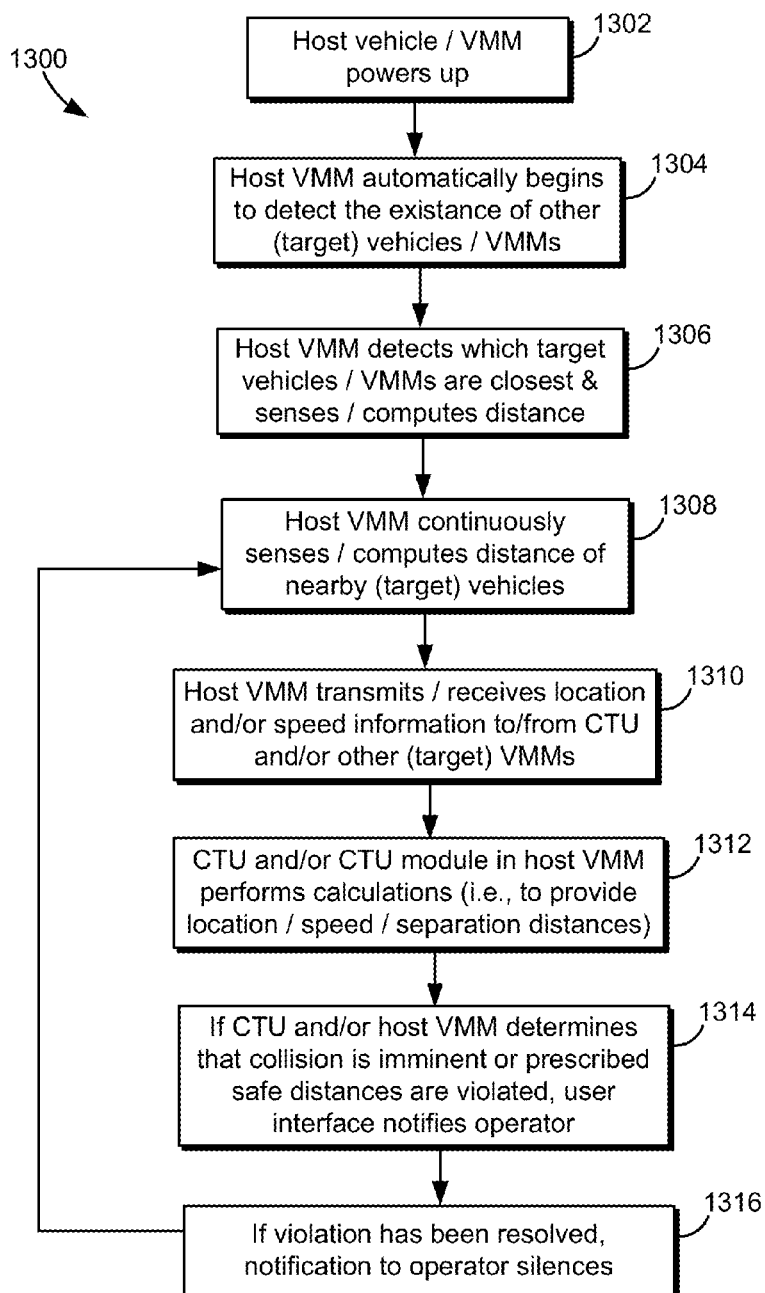 1300
Host vehicle / VMM
powers up
1302
Host VMM automatically begins
to detect the existance of other
(target) vehicles / VMMs
1304
Host VMM detects which target
vehicles / VMMs are closest &
senses / computes distance
1306
Host VMM continuously
senses / computes distance of
nearby (target) vehicles
1308
Host VMM transmits / receives location
and/or speed information to/from CTU
and/or other (target) VMMs
1310
CTU and/or CTU module in host VMM
performs calculations (i.e., to provide
location / speed / separation distances)
1312
If CTU and/or host VMM determines
that collision is imminent or prescribed
safe distances are violated, user
interface notifies operator
1314
If violation has been resolved,
notification to operator silences
1316